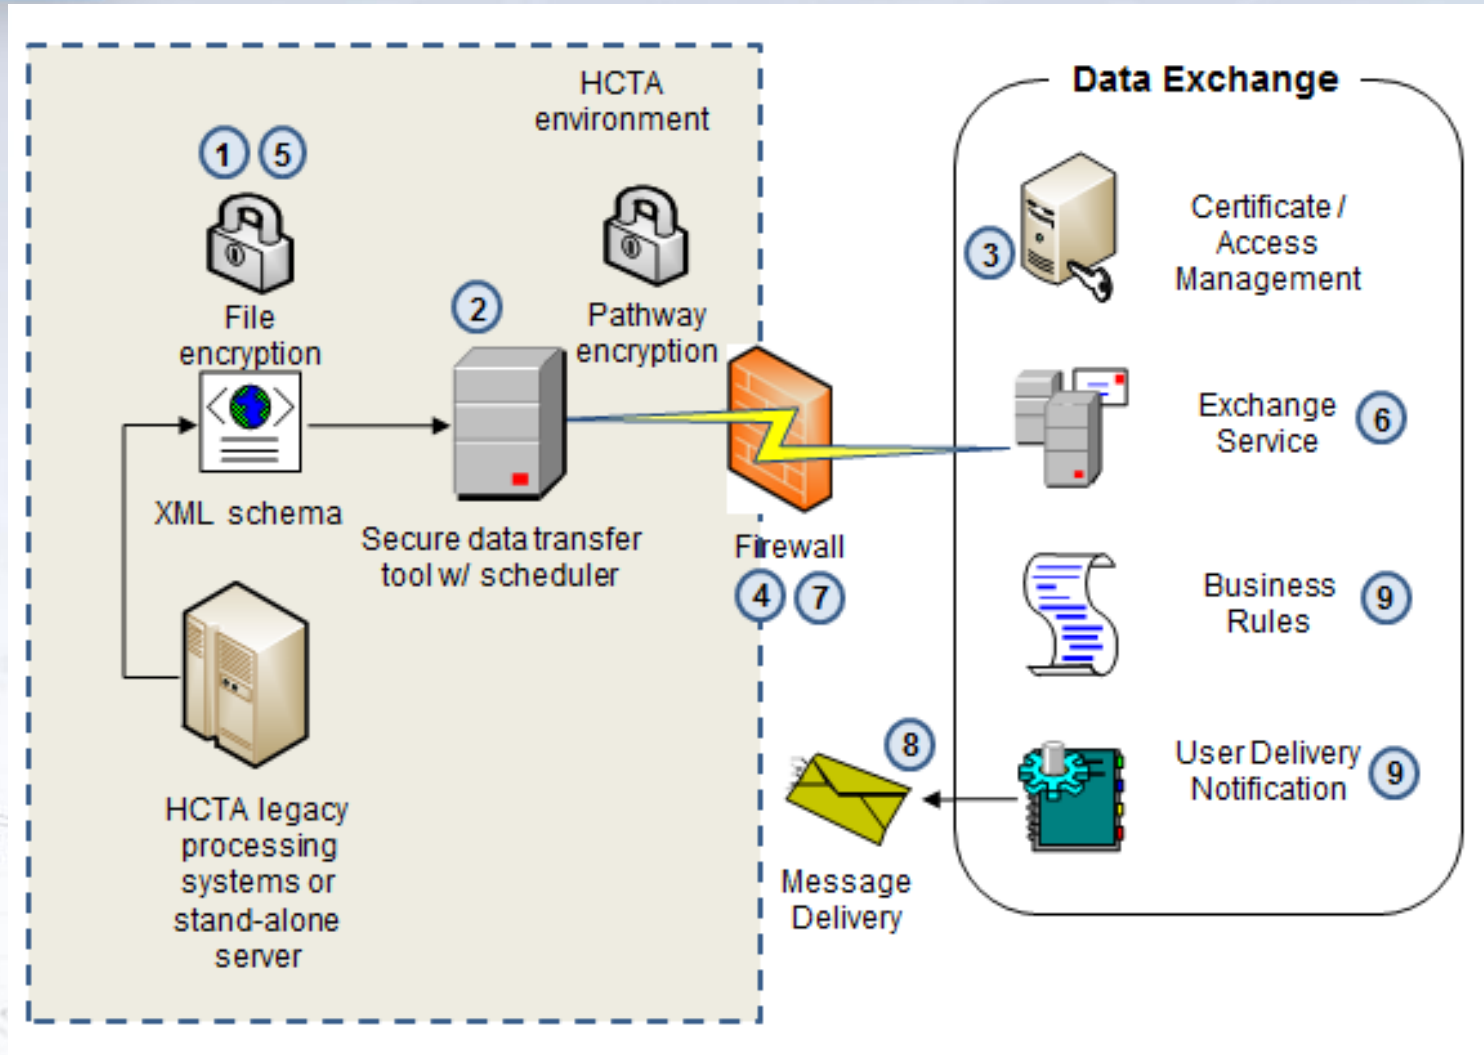 HCTA
environment
1 5
File
encryption
XML schema
2
Secure data transfer
tool w/ scheduler
Pathway
encryption
Firewall
4 7
HCTA legacy
processing
systems or
stand-alone
server
Data Exchange
3
Certificate /
Access
Management
Exchange
Service
6
Business
Rules
9
User Delivery
Notification
9
8
Message
Delivery